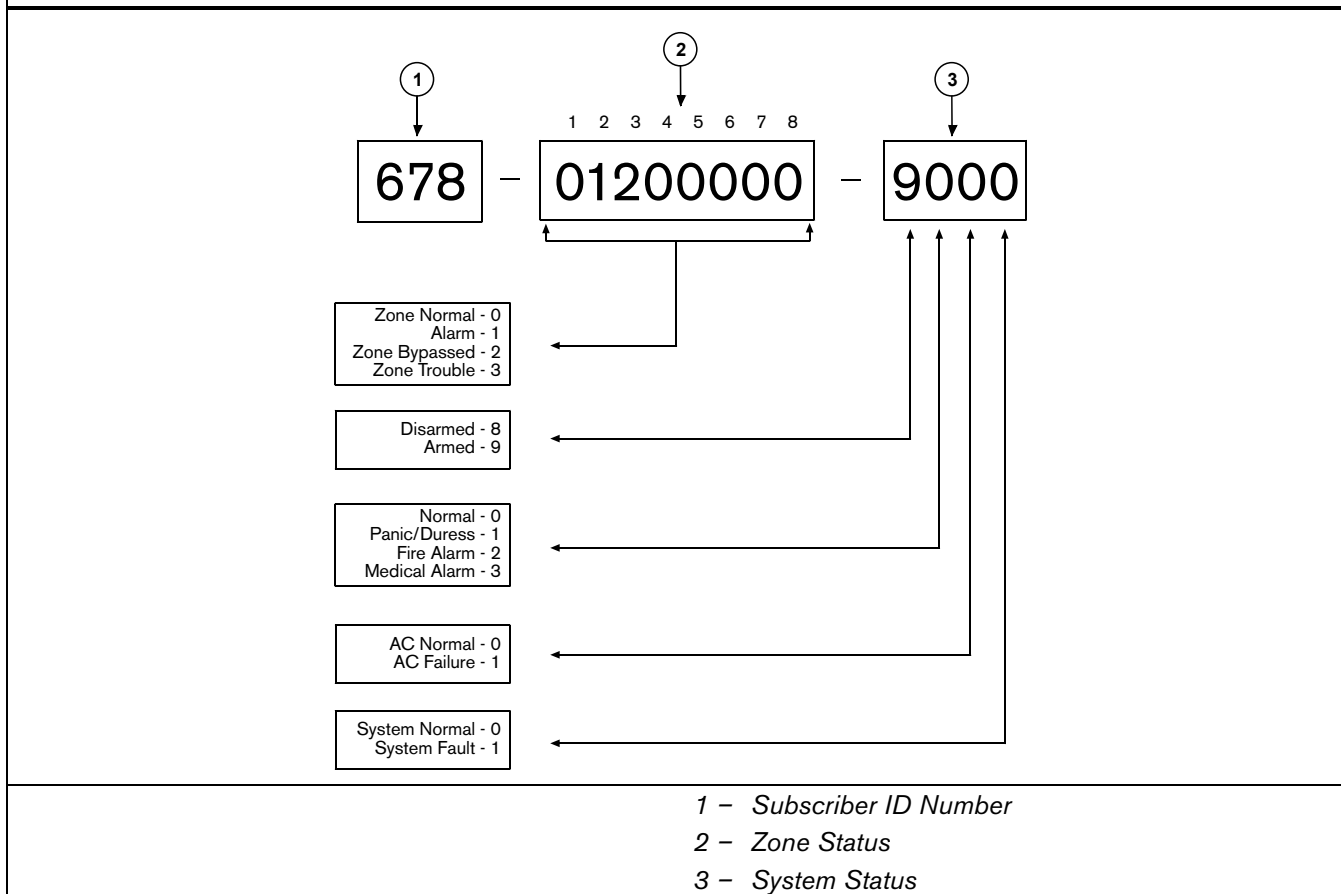 2
1
3
1 2 3 4 5 6 7 8
678 – 01200000 – 9000
Zone Normal - 0
Alarm - 1
Zone Bypassed - 2
Zone Trouble - 3
Disarmed - 8
Armed - 9
Normal - 0
Panic/Duress - 1
Fire Alarm - 2
Medical Alarm - 3
AC Normal - 0
AC Failure - 1
System Normal - 0
System Fault - 1
1 – Subscriber ID Number
2 – Zone Status
3 – System Status